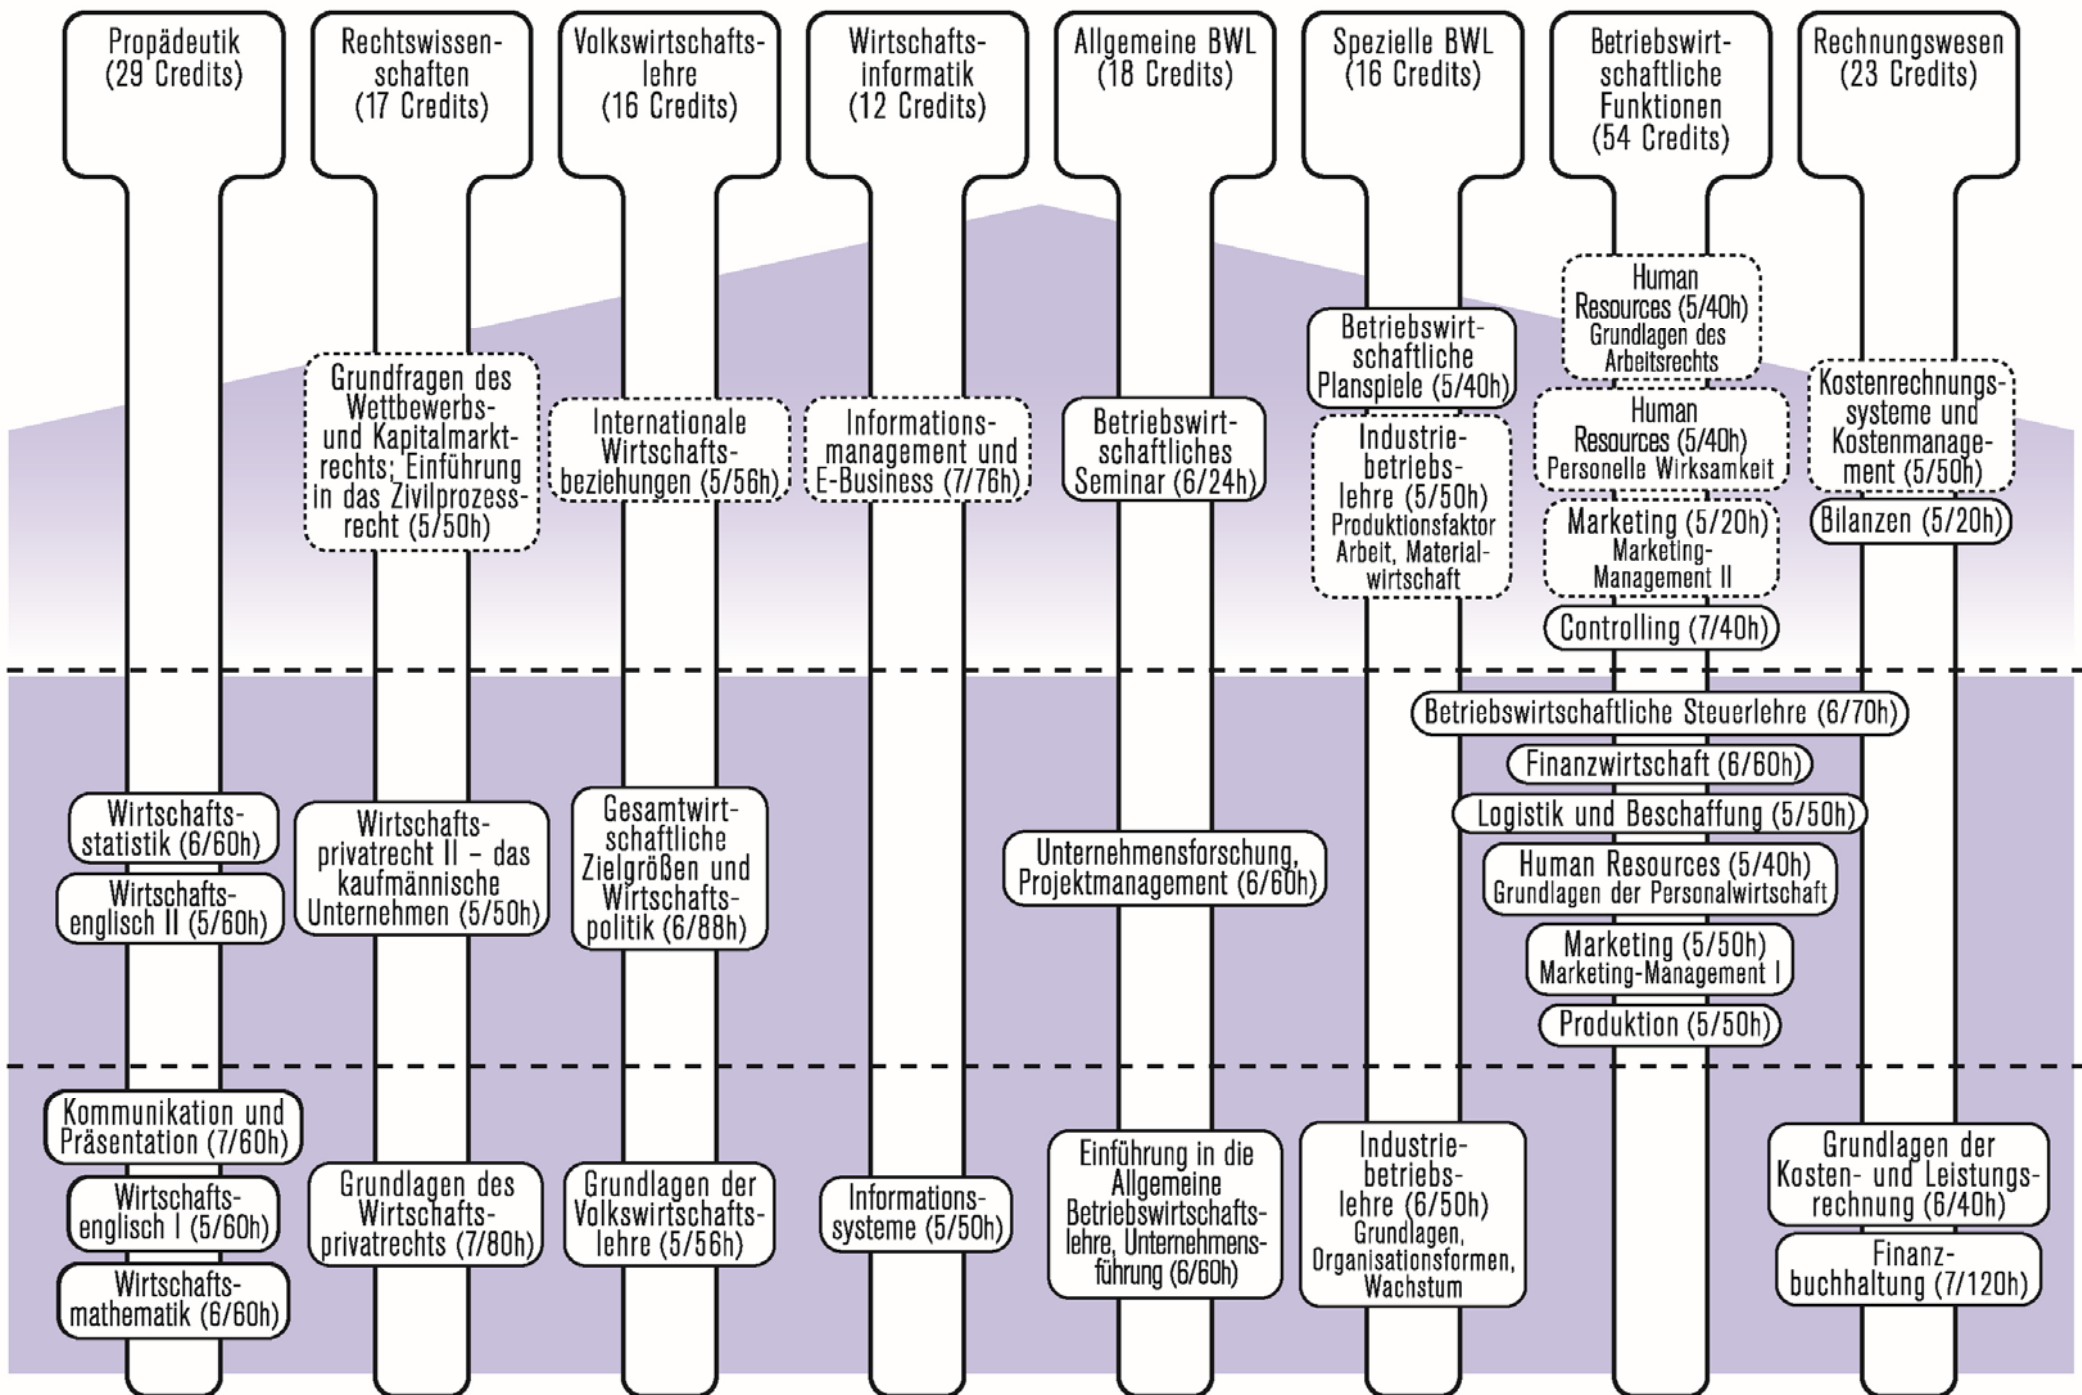 Propädeutik
(29 Credits)
Rechtswissen-
schaften
(17 Credits)
Volkswirtschafts-
lehre
(16 Credits)
Wirtschafts-
informatik
(12 Credits)
Allgemeine BWL
(18 Credits)
Spezielle BWL
(16 Credits)
Betriebswirt-
schaftliche
Funktionen
(54 Credits)
Rechnungswesen
(23 Credits)
Grundfragen des
Wettbewerbs-
und Kapitalmarkt-
rechts; Einführung
in das Zivilprozess-
recht (5/50h)
Internationale
Wirtschafts-
beziehungen (5/56h)
Informations-
management und
E-Business (7/76h)
Betriebswirt-
schaftliches
Seminar (6/24h)
Betriebswirt-
schaftliche
Planspiele (5/40h)
Industrie-
betriebs-
lehre (5/50h)
Produktionsfaktor
Arbeit, Material-
wirtschaft
Human
Resources (5/40h)
Grundlagen des
Arbeitsrechts
Human
Resources (5/40h)
Personelle Wirksamkeit
Marketing (5/20h)
Marketing-
Management II
Controlling (7/40h)
Kostenrechnungs-
systeme und
Kostenmanage-
ment (5/50h)
Bilanzen (5/20h)
Betriebswirtschaftliche Steuerlehre (6/70h)
Finanzwirtschaft (6/60h)
Logistik und Beschaffung (5/50h)
Human Resources (5/40h)
Grundlagen der Personalwirtschaft
Marketing (5/50h)
Marketing-Management I
Produktion (5/50h)
Wirtschafts-
statistik (6/60h)
Wirtschafts-
englisch II (5/60h)
Wirtschafts-
privatrecht II – das
kaufmännische
Unternehmen (5/50h)
Gesamtwirt-
schaftliche
Zielgrößen und
Wirtschafts-
politik (6/88h)
Unternehmensforschung,
Projektmanagement (6/60h)
Kommunikation und
Präsentation (7/60h)
Wirtschafts-
englisch I (5/60h)
Wirtschafts-
mathematik (6/60h)
Grundlagen des
Wirtschafts-
privatrechts (7/80h)
Grundlagen der
Volkswirtschafts-
lehre (5/56h)
Informations-
systeme (5/50h)
Einführung in die
Allgemeine
Betriebswirtschafts-
lehre, Unternehmens-
führung (6/60h)
Industrie-
betriebs-
lehre (6/50h)
Grundlagen,
Organisationsformen,
Wachstum
Grundlagen der
Kosten- und Leistungs-
rechnung (6/40h)
Finanz-
buchhaltung (7/120h)